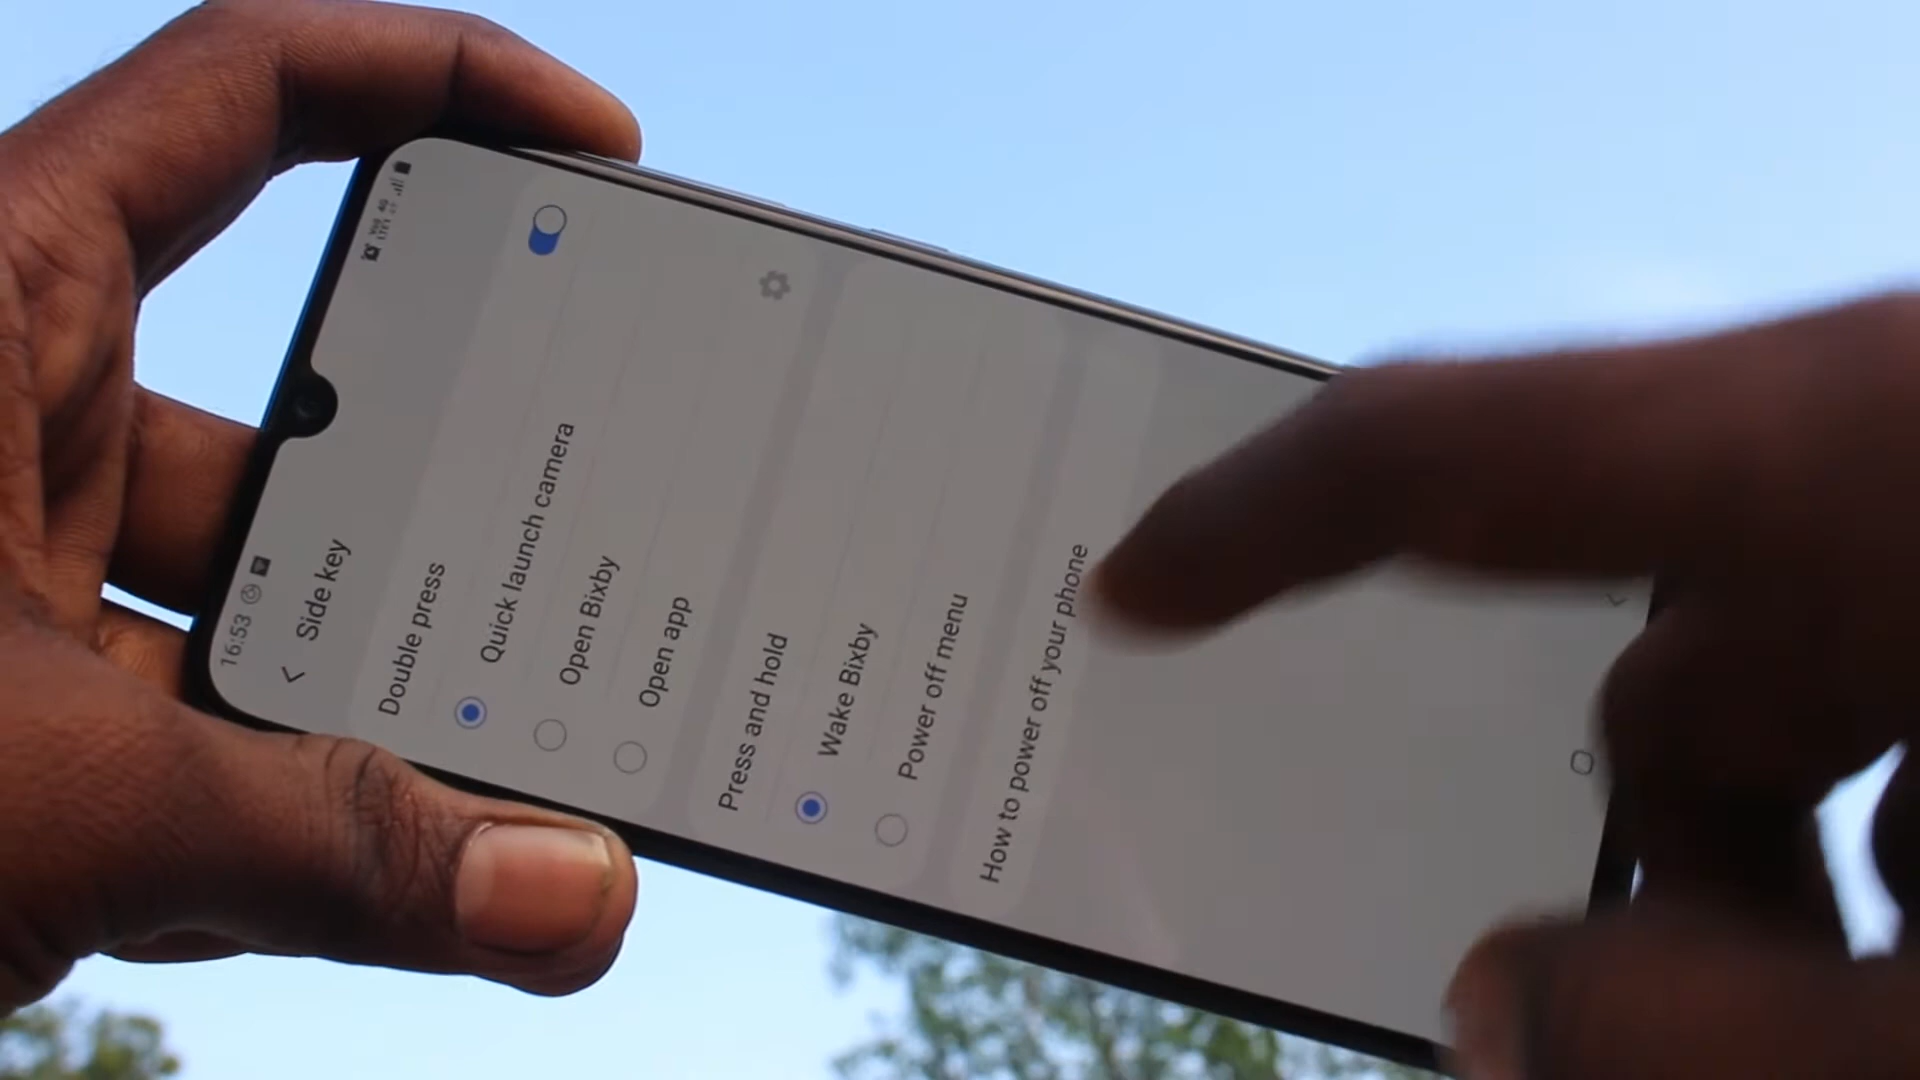 16:53
Side key
Double press
Quick launch camera
Open Bixby
Open app
Press and hold
Wake Bixby
Power off menu
How to power off your phone